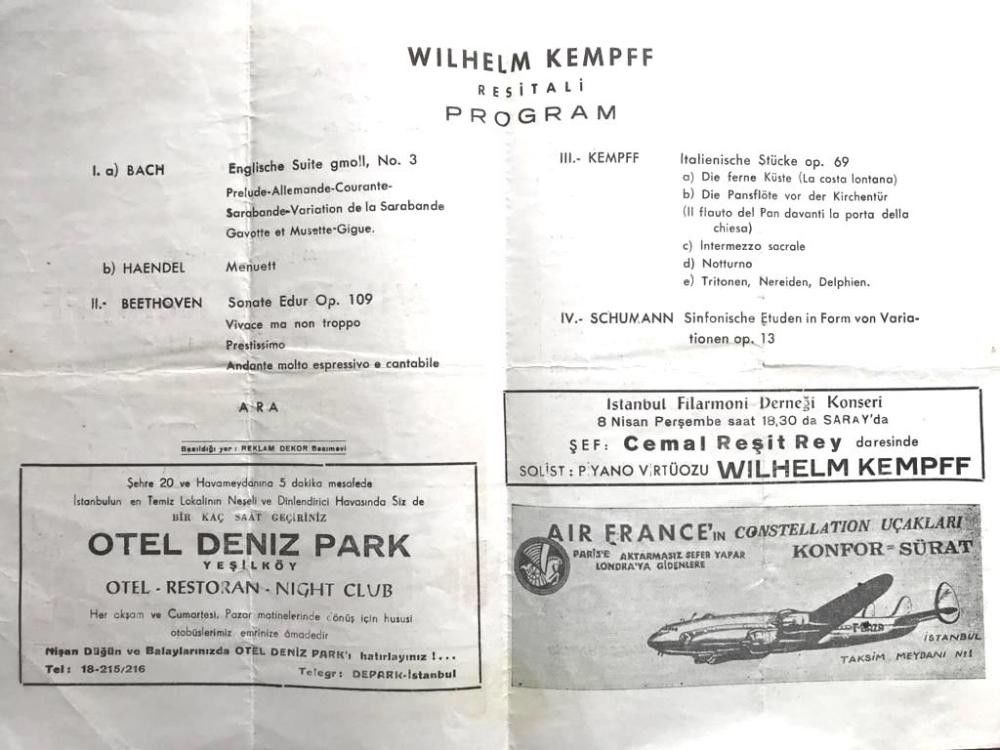 WILHELM KEMPFF
RESİTALİ
PROGRAM
I. a) BACH Englische Suite gmoll, No. 3
Prelude-Allemande-Courante-
Sarabande-Variation de la Sarabande
Gavotte et Musette-Gigue.
b) HAENDEL Menuett
II.- BEETHOVEN Sonate Edur Op. 109
Vivace ma non troppo
Prestissimo
Andante molto espressivo e cantabile
ARA
Basıldığı yer: REKLAM DEKOR Basımevi
Şehre 20 ve Havameydanına 5 dakika mesafede
İstanbulun en Temiz Lokalinin Neşeli ve Dinlendirici Havasında Siz de
BİR KAÇ SAAT GEÇİRİNİZ
OTEL DENIZ PARK
YEŞİLKÖY
OTEL - RESTORAN - NIGHT CLUB
Her akşam ve Cumartesi, Pazar matinelerinde dönüş için hususi
otobüslerimiz emrinize âmadedir
Nişan Düğün ve Balaylarınızda OTEL DENİZ PARK'ı hatırlayınız !...
Tel: 18-215/216 Telegr: DEPARK-İstanbul
III.- KEMPFF Italienische Stücke op. 69
a) Die ferne Küste (La costa lontana)
b) Die Pansflöte vor der Kirchentür
(Il flauto del Pan davanti la porta della
chiesa)
c) Intermezzo sacrale
d) Notturno
e) Tritonen, Nereiden, Delphien.
IV.- SCHUMANN Sinfonische Etuden in Form von Varia-
tionen op. 13
Istanbul Filarmoni Derneği Konseri
8 Nisan Perşembe saat 18,30 da SARAY'da
ŞEF: Cemal Reşit Rey idaresinde
SOLİST: PİYANO VİRTÜOZU WILHELM KEMPFF
AIR FRANCE'IN CONSTELLATION UÇAKLARI
PARİS'E AKTARMASIZ SEFER YAPAR KONFOR=SÜRAT
LONDRA'YA GİDENLERE
İSTANBUL
TAKSİM MEYDANI N:1